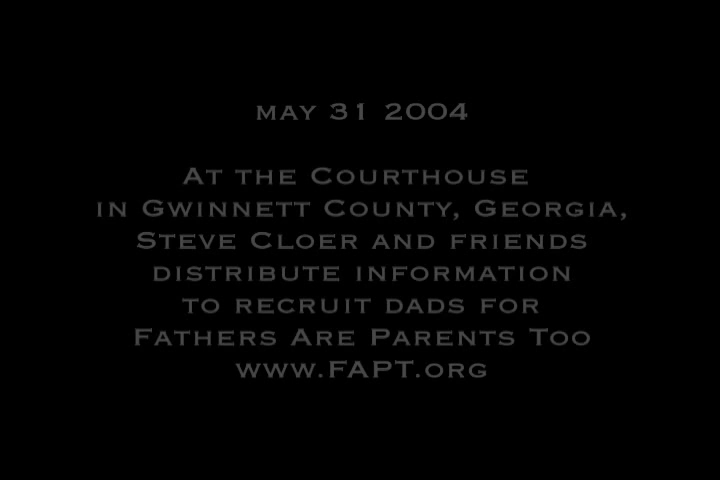 MAY 31 2004
AT THE COURTHOUSE
IN GWINNETT COUNTY, GEORGIA,
STEVE CLOER AND FRIENDS
DISTRIBUTE INFORMATION
TO RECRUIT DADS FOR
FATHERS ARE PARENTS TOO
WWW.FAPT.ORG